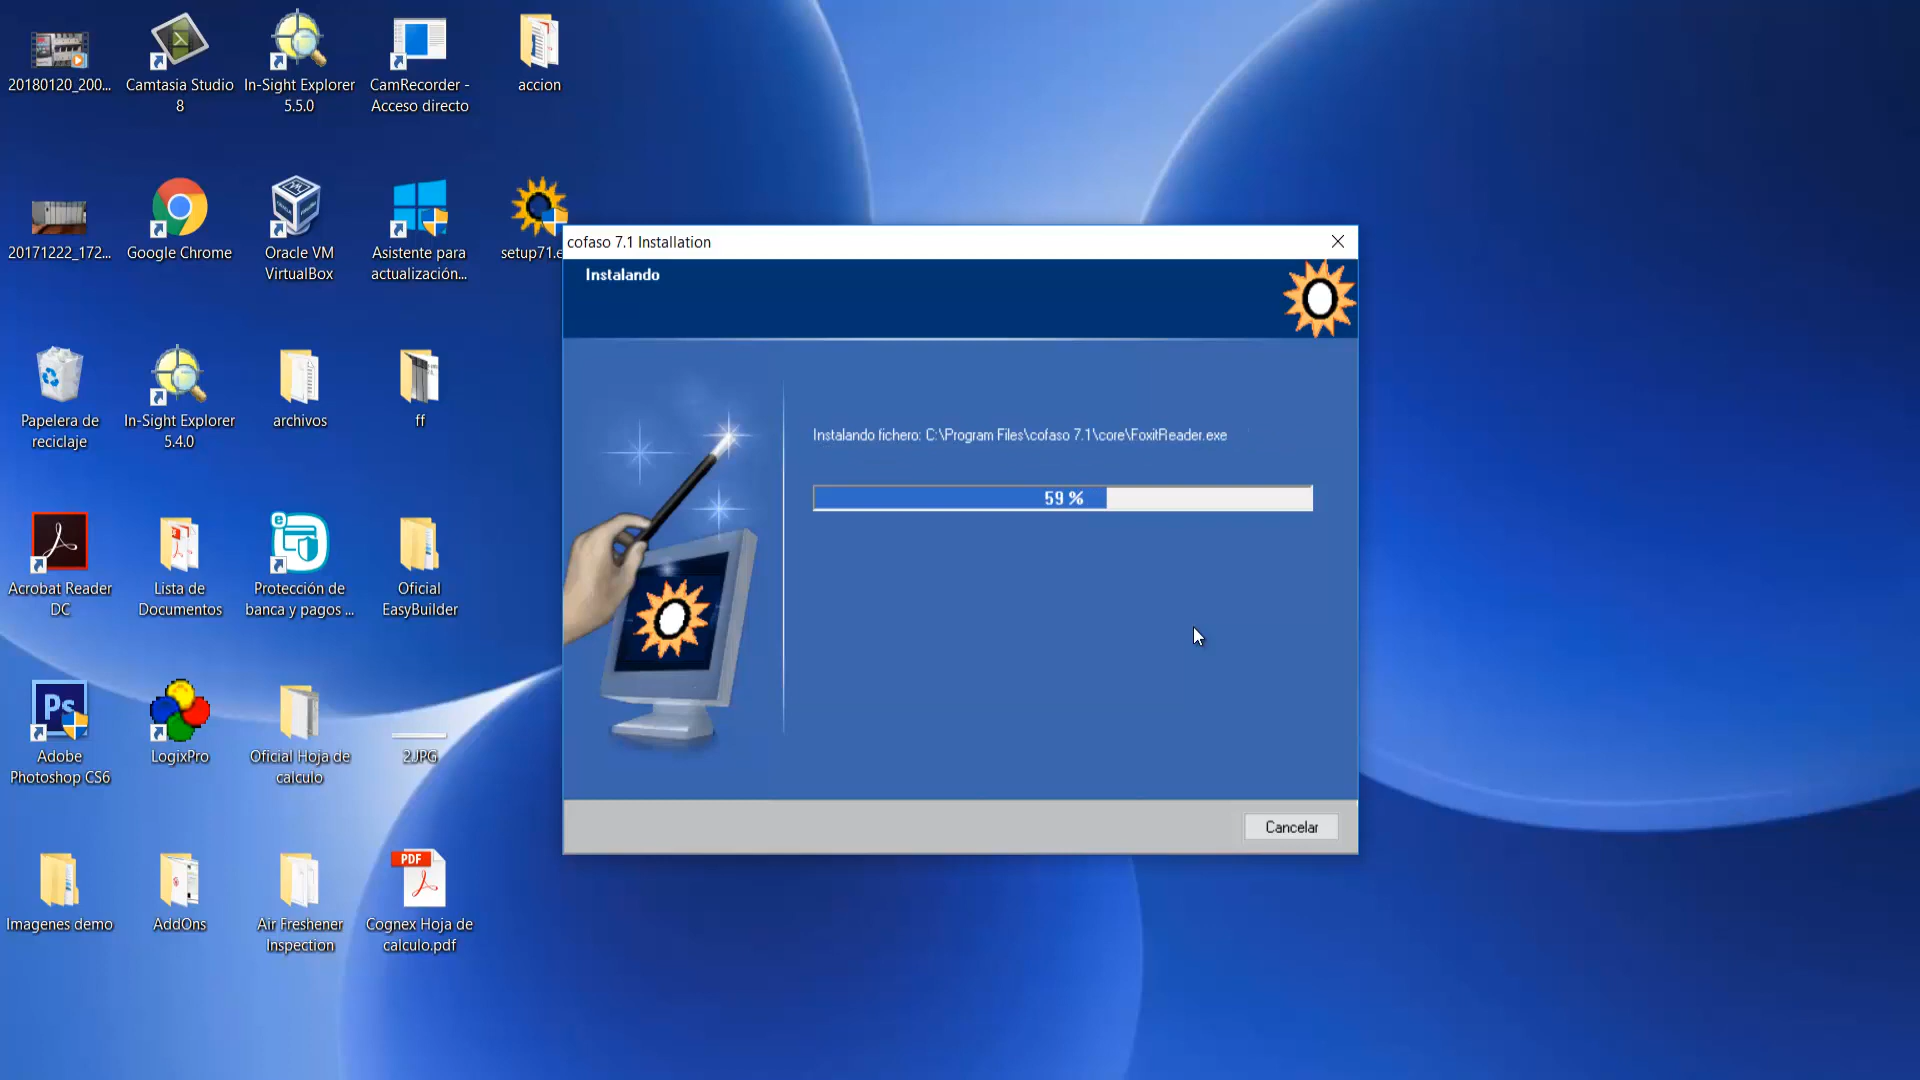 20180120_200...
Camtasia Studio
8
In-Sight Explorer
5.5.0
CamRecorder -
Acceso directo
accion
20171222_172...
Google Chrome
Oracle VM
VirtualBox
Asistente para
actualización...
setup71.e
Papelera de
reciclaje
In-Sight Explorer
5.4.0
archivos
ff
Acrobat Reader
DC
Lista de
Documentos
Protección de
banca y pagos ...
Oficial
EasyBuilder
Ps
Adobe
Photoshop CS6
LogixPro
Oficial Hoja de
calculo
2JPG
Imagenes demo
AddOns
Air Freshener
Inspection
PDF
Cognex Hoja de
calculo.pdf
cofaso 7.1 Installation
Instalando
Instalando fichero: C:\Program Files\cofaso 7.1\core\FoxitReader.exe
59 %
Cancelar